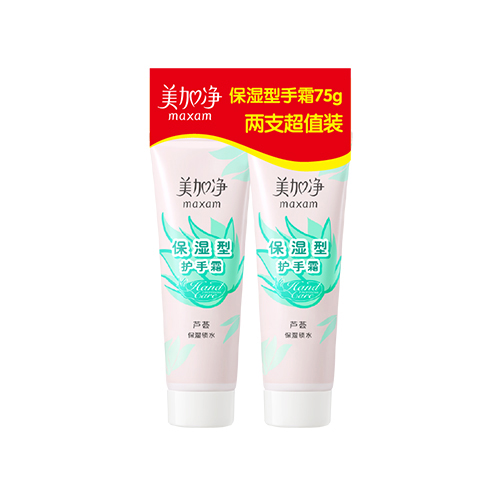 美加净
maxam
保湿型手霜75g
两支超值装
美加净
maxam
保湿型
护手霜
Hand
Care
芦荟
保湿锁水
美加净
maxam
保湿型
护手霜
Hand
Care
芦荟
保湿锁水